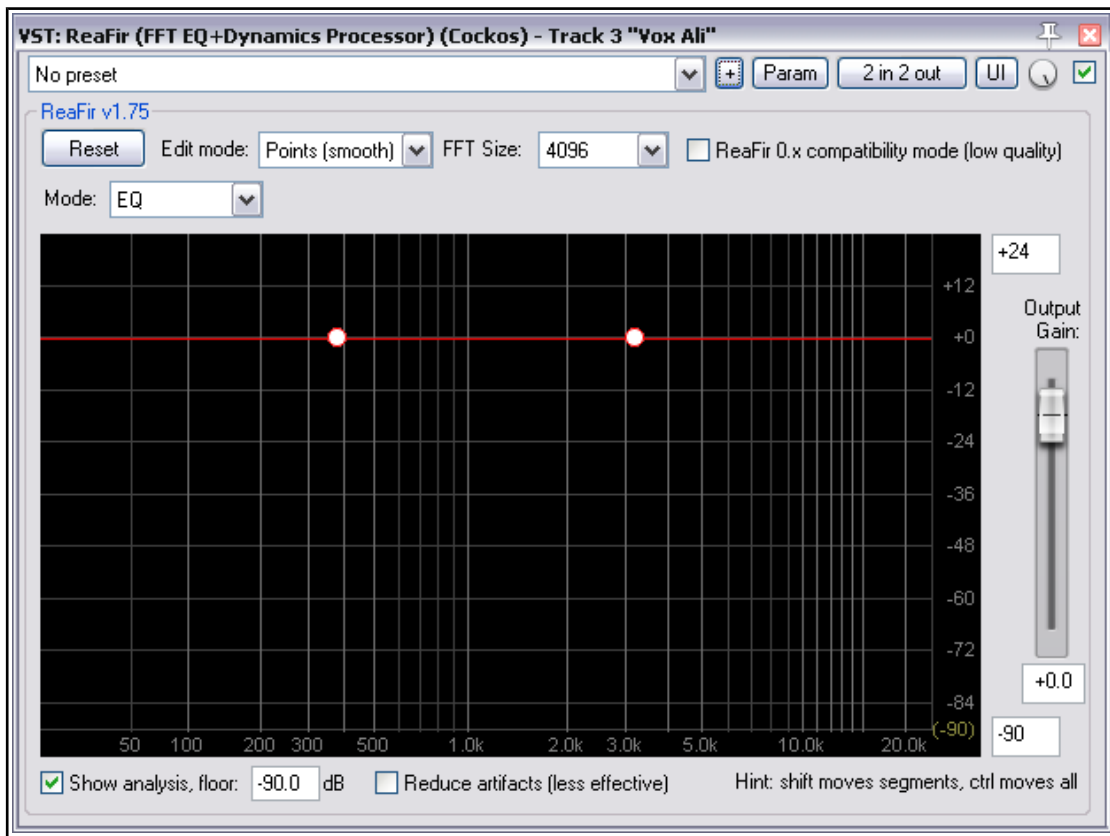 VST: ReaFir (FFT EQ+Dynamics Processor) (Cockos) - Track 3 "Vox Ali"
No preset + Param 2 in 2 out UI
ReaFir v1.75
Reset Edit mode: Points (smooth) FFT Size: 4096 ReaFir 0.x compatibility mode (low quality)
Mode: EQ
+24
+12
Output
Gain:
+0
-12
-24
-36
-48
-60
-72
+0.0
-84
(-90) -90
50 100 200 300 500 1.0k 2.0k 3.0k 5.0k 10.0k 20.0k
Show analysis, floor: -90.0 dB Reduce artifacts (less effective) Hint: shift moves segments, ctrl moves all